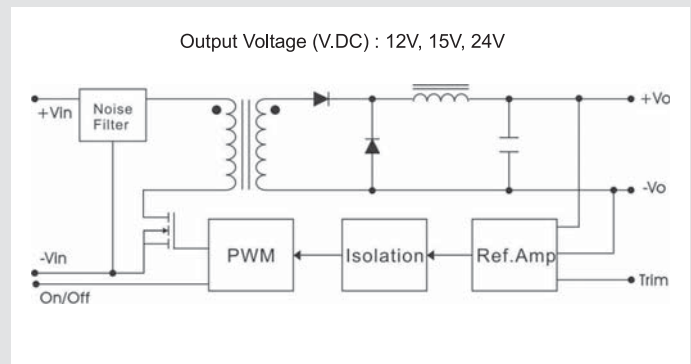 Output Voltage (V.DC) : 12V, 15V, 24V
+Vin
Noise
Filter
+Vo
-Vo
-Vin
On/Off
PWM
Isolation
Ref.Amp
Trim